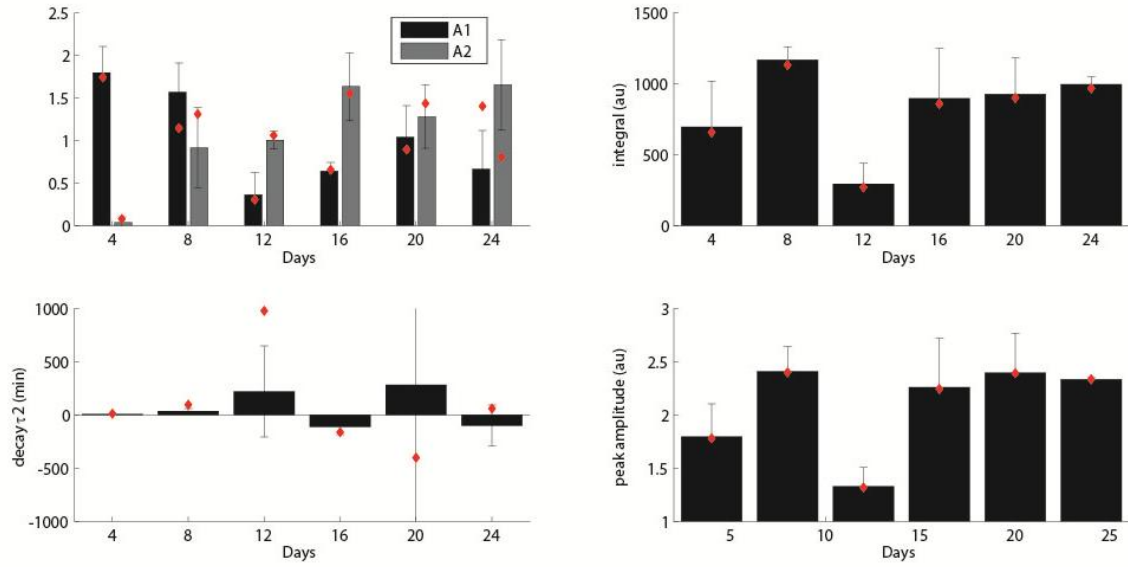 2.5
2
1.5
1
0.5
0
A1
A2
4 8 12 16 20 24
Days
integral (au)
1500
1000
500
0
4 8 12 16 20 24
Days
decay τ2 (min)
1000
500
0
-500
-1000
4 8 12 16 20 24
Days
peak amplitude (au)
3
2.5
2
1.5
1
5 10 15 20 25
Days